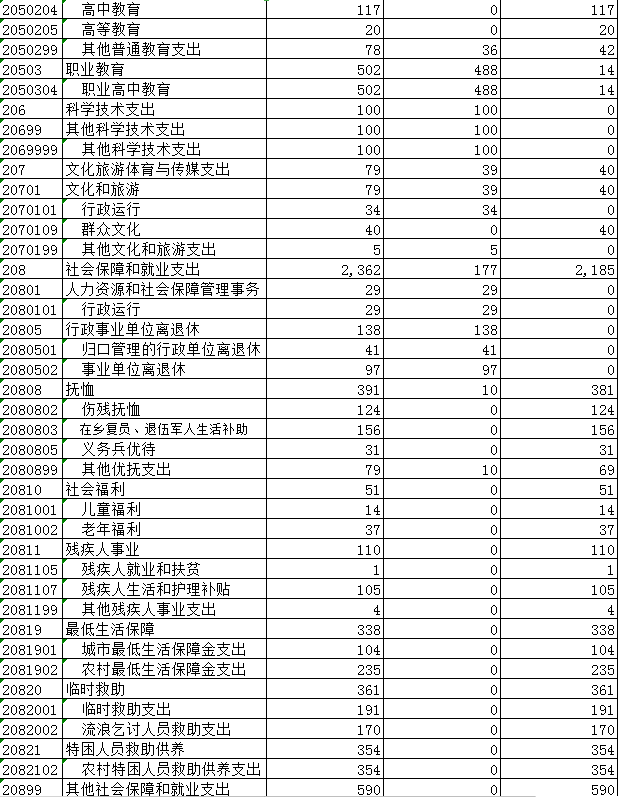 2050204 高中教育 117 0 117
2050205 高等教育 20 0 20
2050299 其他普通教育支出 78 36 42
20503 职业教育 502 488 14
2050304 职业高中教育 502 488 14
206 科学技术支出 100 100 0
20699 其他科学技术支出 100 100 0
2069999 其他科学技术支出 100 100 0
207 文化旅游体育与传媒支出 79 39 40
20701 文化和旅游 79 39 40
2070101 行政运行 34 34 0
2070109 群众文化 40 0 40
2070199 其他文化和旅游支出 5 5 0
208 社会保障和就业支出 2,362 177 2,185
20801 人力资源和社会保障管理事务 29 29 0
2080101 行政运行 29 29 0
20805 行政事业单位离退休 138 138 0
2080501 归口管理的行政单位离退休 41 41 0
2080502 事业单位离退休 97 97 0
20808 抚恤 391 10 381
2080802 伤残抚恤 124 0 124
2080803 在乡复员、退伍军人生活补助 156 0 156
2080805 义务兵优待 31 0 31
2080899 其他优抚支出 79 10 69
20810 社会福利 51 0 51
2081001 儿童福利 14 0 14
2081002 老年福利 37 0 37
20811 残疾人事业 110 0 110
2081105 残疾人就业和扶贫 1 0 1
2081107 残疾人生活和护理补贴 105 0 105
2081199 其他残疾人事业支出 4 0 4
20819 最低生活保障 338 0 338
2081901 城市最低生活保障金支出 104 0 104
2081902 农村最低生活保障金支出 235 0 235
20820 临时救助 361 0 361
2082001 临时救助支出 191 0 191
2082002 流浪乞讨人员救助支出 170 0 170
20821 特困人员救助供养 354 0 354
2082102 农村特困人员救助供养支出 354 0 354
20899 其他社会保障和就业支出 590 0 590